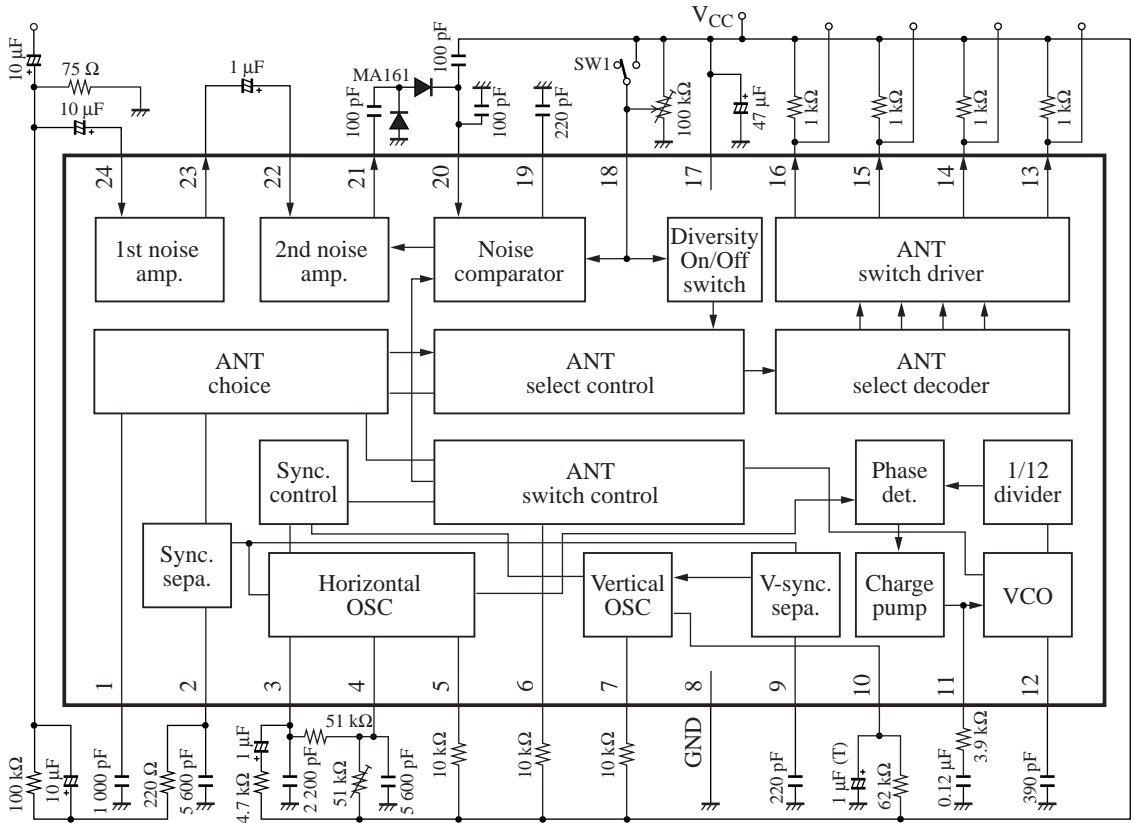 V_CC
10 µF
75 Ω
10 µF
1 µF
MA161
100 pF
100 pF
100 pF
220 pF
SW1
100 kΩ
47 µF
1 kΩ
1 kΩ
1 kΩ
1 kΩ
24
23
22
21
20
19
18
17
16
15
14
13
1st noise
amp.
2nd noise
amp.
Noise
comparator
Diversity
On/Off
switch
ANT
switch driver
ANT
choice
ANT
select control
ANT
select decoder
Sync.
control
ANT
switch control
Phase
det.
1/12
divider
Sync.
sepa.
Horizontal
OSC
Vertical
OSC
V-sync.
sepa.
Charge
pump
VCO
1
2
3
4
5
6
7
8
9
10
11
12
100 kΩ
10 µF
1 000 pF
220 Ω
5 600 pF
4.7 kΩ
1 µF
2 200 pF
51 kΩ
51 kΩ
5 600 pF
10 kΩ
10 kΩ
10 kΩ
GND
220 pF
1 µF (T)
62 kΩ
0.12 µF
3.9 kΩ
390 pF